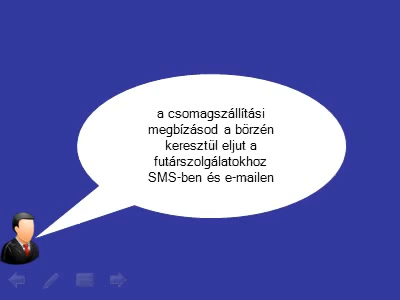 a csomagszállítási
megbízásod a börzén
keresztül eljut a
futárszolgálatokhoz
SMS-ben és e-mailen